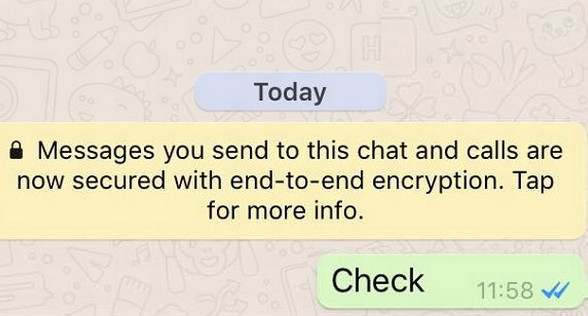 Today
Messages you send to this chat and calls are
now secured with end-to-end encryption. Tap
for more info.
Check
11:58